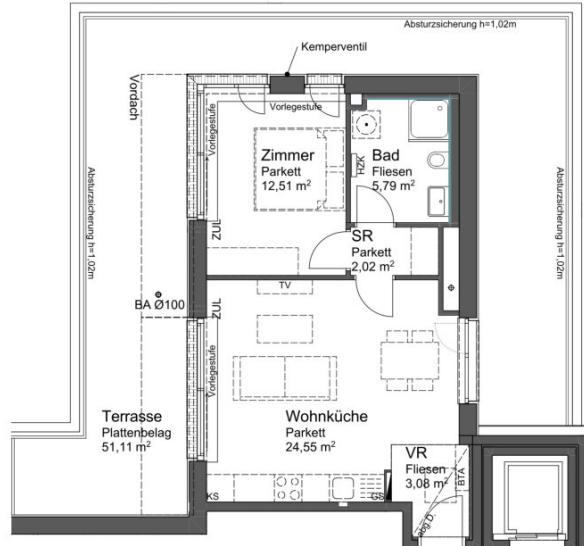 Absturzsicherung h=1,02m
Kemperventil
Vordach
Vorlegestufe
Vorlegestufe
Zimmer
Parkett
12,51 m²
Bad
Fliesen
5,79 m²
HZK
Absturzsicherung h=1,02m
Absturzsicherung h=1,02m
ZUL
SR
Parkett
2,02 m²
TV
BA Ø100
ZUL
Vorlegestufe
Terrasse
Plattenbelag
51,11 m²
Wohnküche
Parkett
24,55 m²
VR
Fliesen
3,08 m²
BTA
KS
GS
abg D.